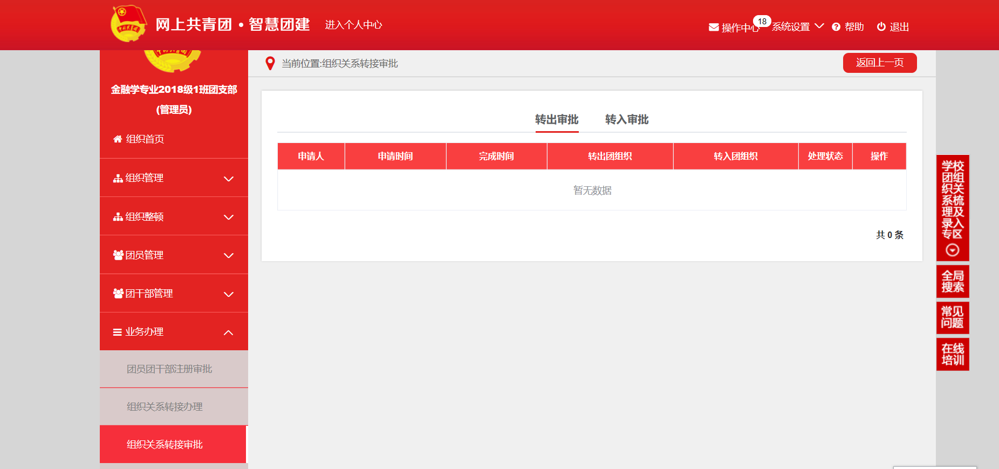 网上共青团·智慧团建
进入个人中心
操作中心
18
系统设置
帮助
退出
金融学专业2018级1班团支部
(管理员)
组织首页
组织管理
组织整顿
团员管理
团干部管理
业务办理
团员团干部注册审批
组织关系转接办理
组织关系转接审批
当前位置:组织关系转接审批
返回上一页
转出审批 转入审批
申请人 申请时间 完成时间 转出团组织 转入团组织 处理状态 操作
暂无数据
共 0 条
学校
团组
织关
系梳
理及
录入
专区
全局
搜索
常见
问题
在线
培训